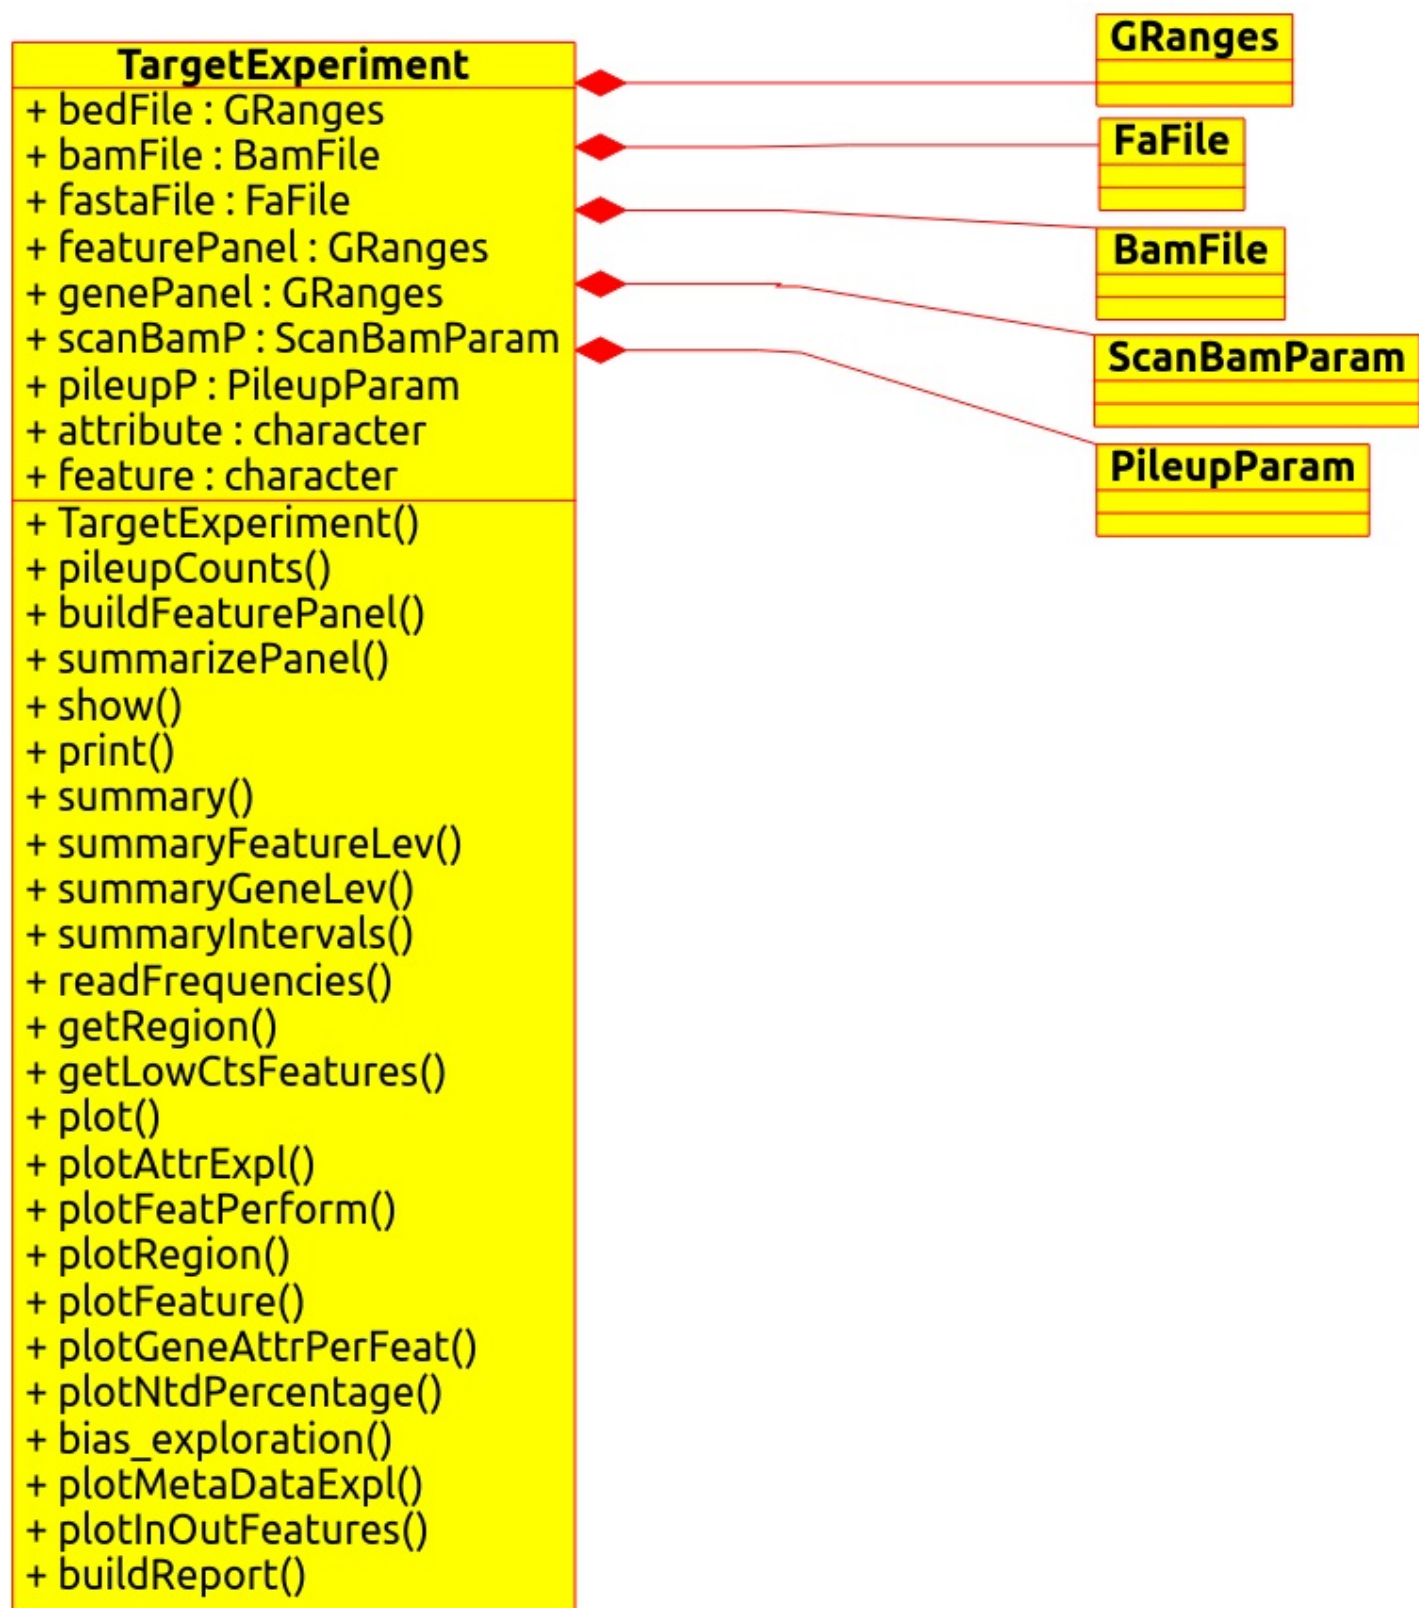 TargetExperiment
+ bedFile : GRanges
+ bamFile : BamFile
+ fastaFile : FaFile
+ featurePanel : GRanges
+ genePanel : GRanges
+ scanBamP : ScanBamParam
+ pileupP : PileupParam
+ attribute : character
+ feature : character
+ TargetExperiment()
+ pileupCounts()
+ buildFeaturePanel()
+ summarizePanel()
+ show()
+ print()
+ summary()
+ summaryFeatureLev()
+ summaryGeneLev()
+ summaryIntervals()
+ readFrequencies()
+ getRegion()
+ getLowCtsFeatures()
+ plot()
+ plotAttrExpl()
+ plotFeatPerform()
+ plotRegion()
+ plotFeature()
+ plotGeneAttrPerFeat()
+ plotNtdPercentage()
+ bias_exploration()
+ plotMetaDataExpl()
+ plotInOutFeatures()
+ buildReport()
GRanges
FaFile
BamFile
ScanBamParam
PileupParam